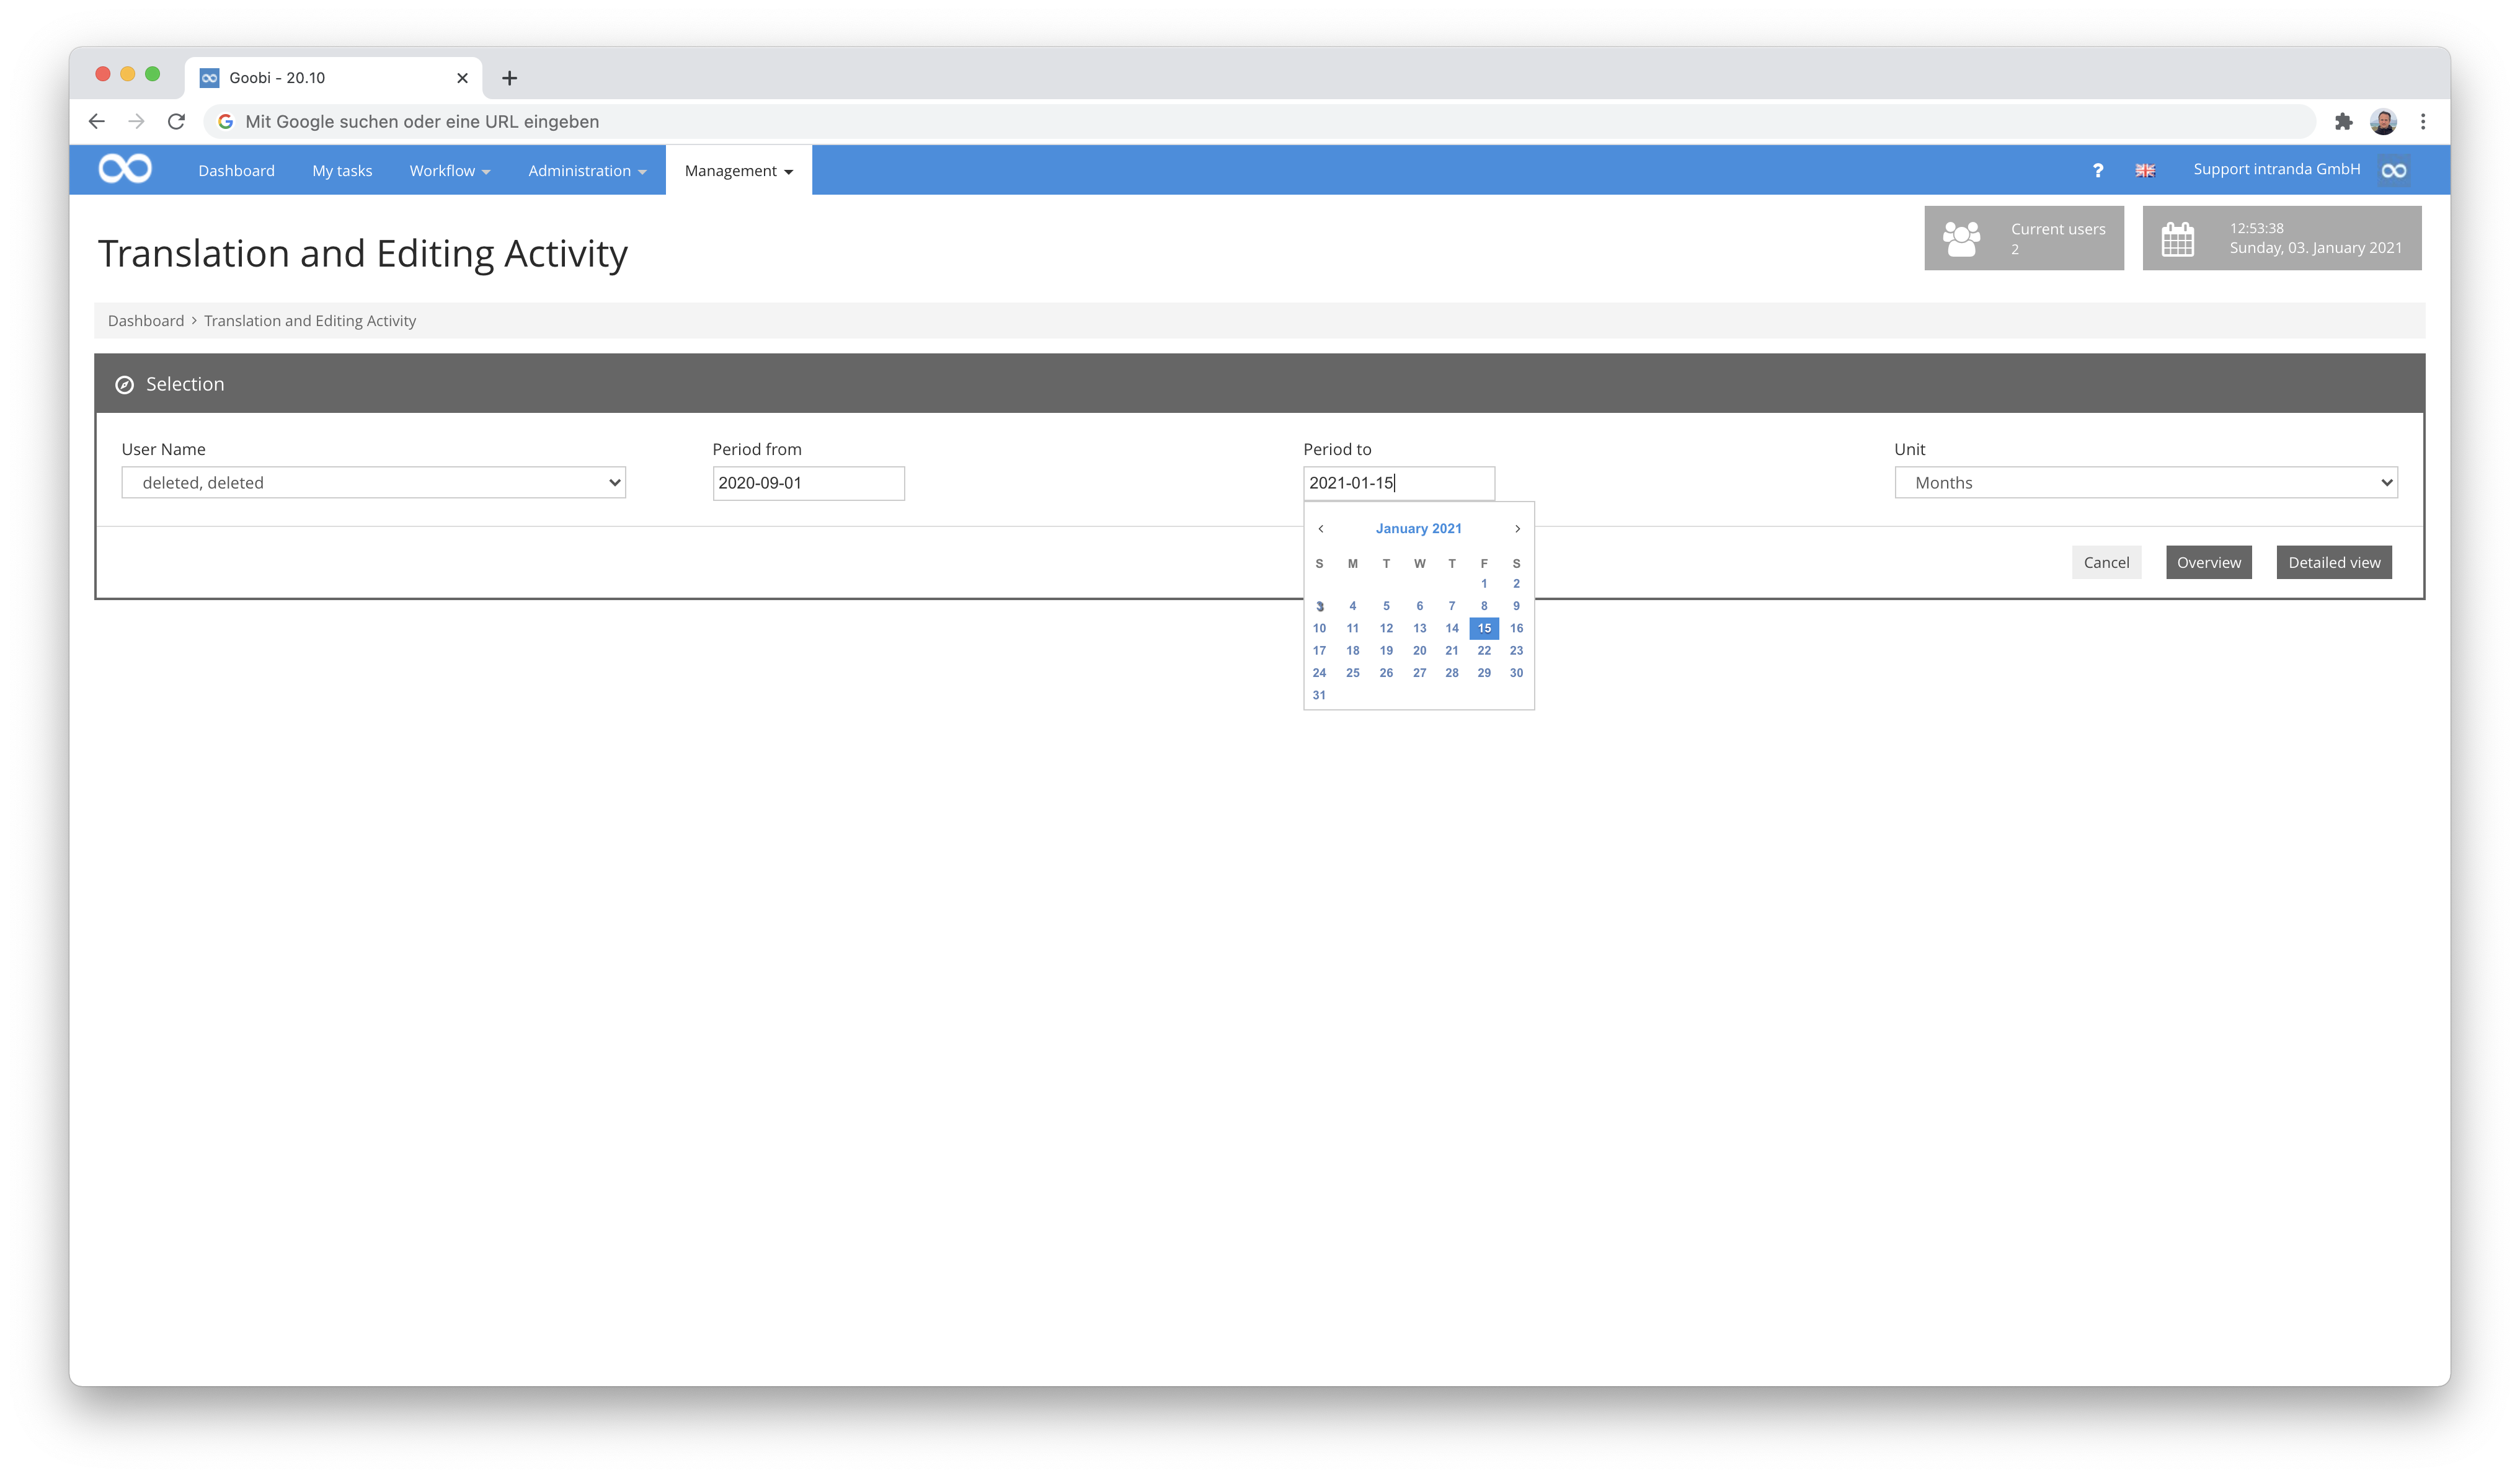 Goobi - 20.10
Mit Google suchen oder eine URL eingeben
Dashboard My tasks Workflow Administration Management ? Support intranda GmbH
Translation and Editing Activity
Current users
2
12:53:38
Sunday, 03. January 2021
Dashboard > Translation and Editing Activity
Selection
User Name Period from Period to Unit
deleted, deleted 2020-09-01 2021-01-15 Months
January 2021
S M T W T F S
1 2
3 4 5 6 7 8 9
10 11 12 13 14 15 16
17 18 19 20 21 22 23
24 25 26 27 28 29 30
31
Cancel Overview Detailed view